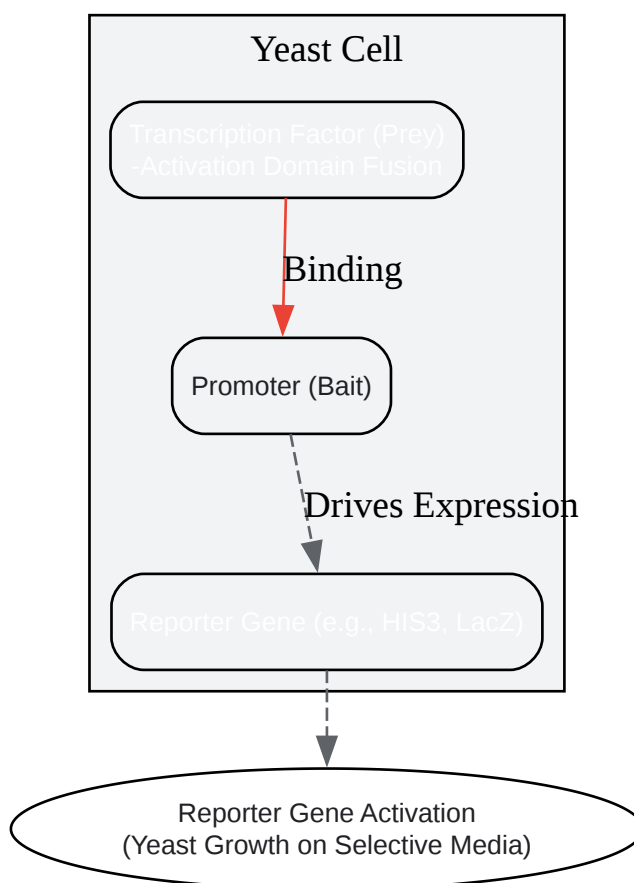 Yeast Cell
Transcription Factor (Prey)
-Activation Domain Fusion
Binding
Promoter (Bait)
Drives Expression
Reporter Gene (e.g., HIS3, LacZ)
Reporter Gene Activation
(Yeast Growth on Selective Media)